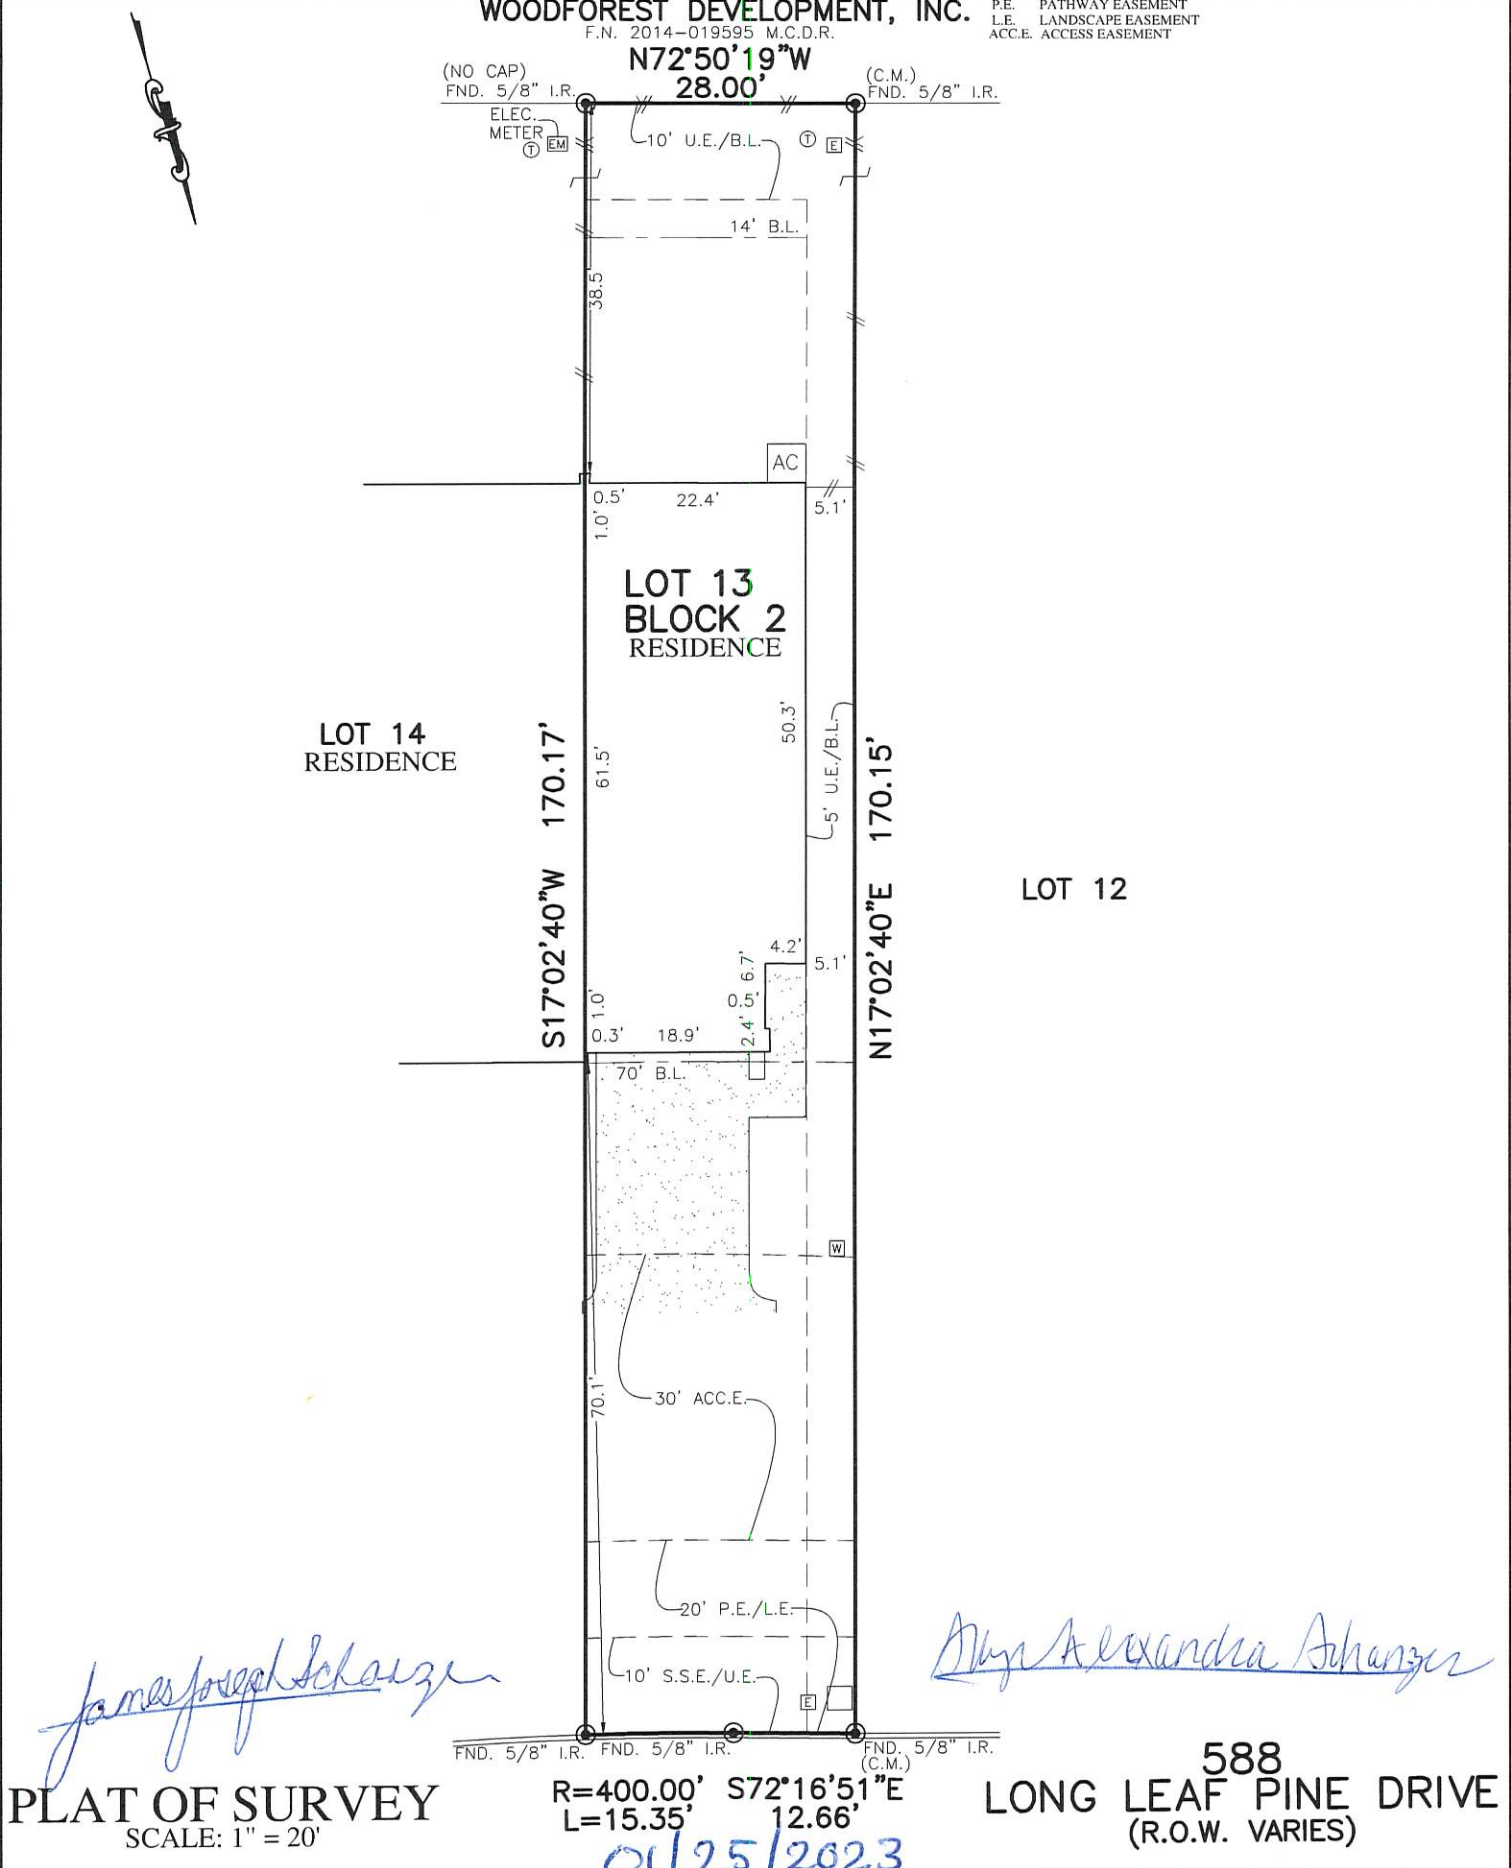 WOODFOREST DEVELOPMENT, INC.
F.N. 2014-019595 M.C.D.R.
P.E. PATHWAY EASEMENT
L.E. LANDSCAPE EASEMENT
ACC.E. ACCESS EASEMENT
N72°50'19"W
28.00'
(NO CAP)
FND. 5/8" I.R.
(C.M.)
FND. 5/8" I.R.
ELEC.
METER
T
EM
10' U.E./B.L.
T
E
14' B.L.
38.5
AC
0.5'
22.4'
5.1'
1.0'
LOT 13
BLOCK 2
RESIDENCE
LOT 14
RESIDENCE
S17°02'40"W 170.17'
61.5'
50.3'
5' U.E./B.L.
N17°02'40"E 170.15'
LOT 12
4.2'
5.1'
6.7'
0.5'
2.4'
1.0'
0.3'
18.9'
70' B.L.
W
30' ACC.E.
70.1'
20' P.E./L.E.
10' S.S.E./U.E.
E
James Joseph Schanzer
Alexandra Schanzer
FND. 5/8" I.R.
FND. 5/8" I.R.
FND. 5/8" I.R.
(C.M.)
R=400.00'
L=15.35'
S72°16'51"E
12.66'
588
LONG LEAF PINE DRIVE
(R.O.W. VARIES)
PLAT OF SURVEY
SCALE: 1" = 20'
01/25/2023